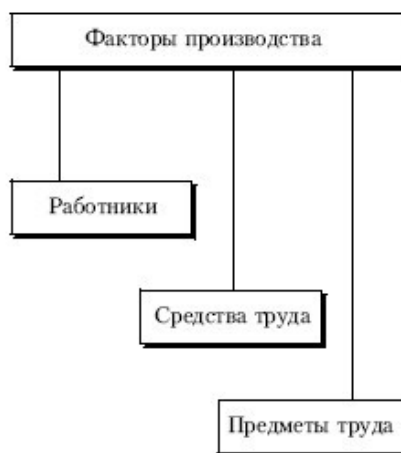 Факторы производства
Работники
Средства труда
Предметы труда